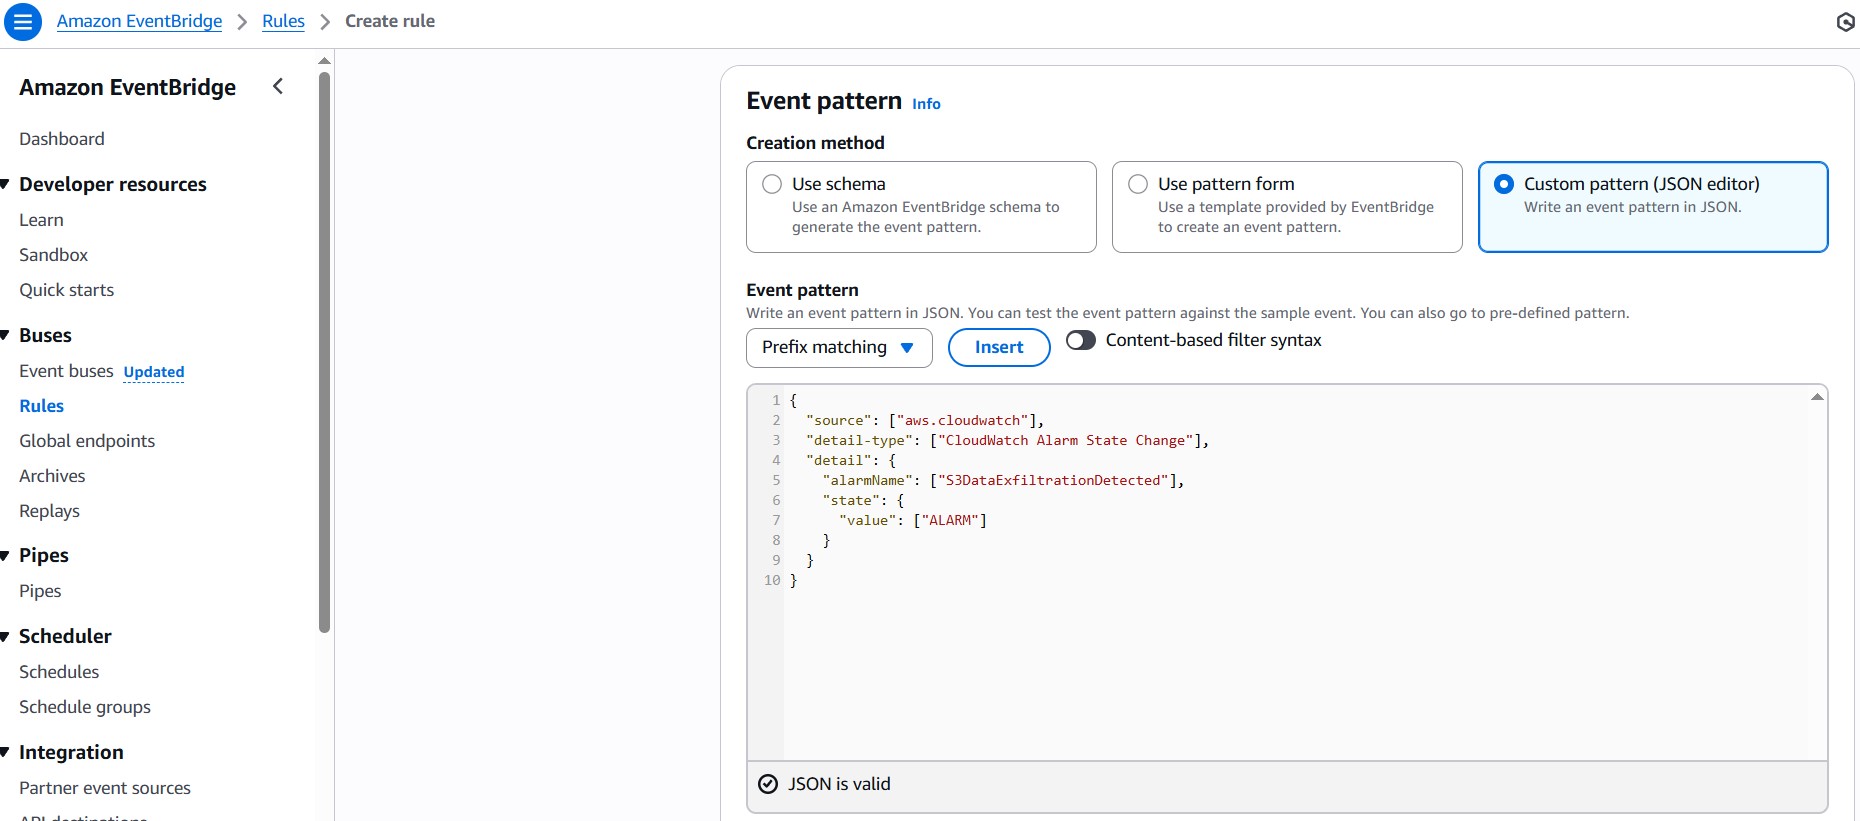 Amazon EventBridge > Rules > Create rule
Amazon EventBridge
Dashboard
Developer resources
Learn
Sandbox
Quick starts
Buses
Event buses Updated
Rules
Global endpoints
Archives
Replays
Pipes
Pipes
Scheduler
Schedules
Schedule groups
Integration
Partner event sources
API destinations
Event pattern Info
Creation method
Use schema
Use an Amazon EventBridge schema to
generate the event pattern.
Use pattern form
Use a template provided by EventBridge
to create an event pattern.
Custom pattern (JSON editor)
Write an event pattern in JSON.
Event pattern
Write an event pattern in JSON. You can test the event pattern against the sample event. You can also go to pre-defined pattern.
Prefix matching Insert Content-based filter syntax
1 {
2 "source": ["aws.cloudwatch"],
3 "detail-type": ["CloudWatch Alarm State Change"],
4 "detail": {
5 "alarmName": ["S3DataExfiltrationDetected"],
6 "state": {
7 "value": ["ALARM"]
8 }
9 }
10 }
JSON is valid